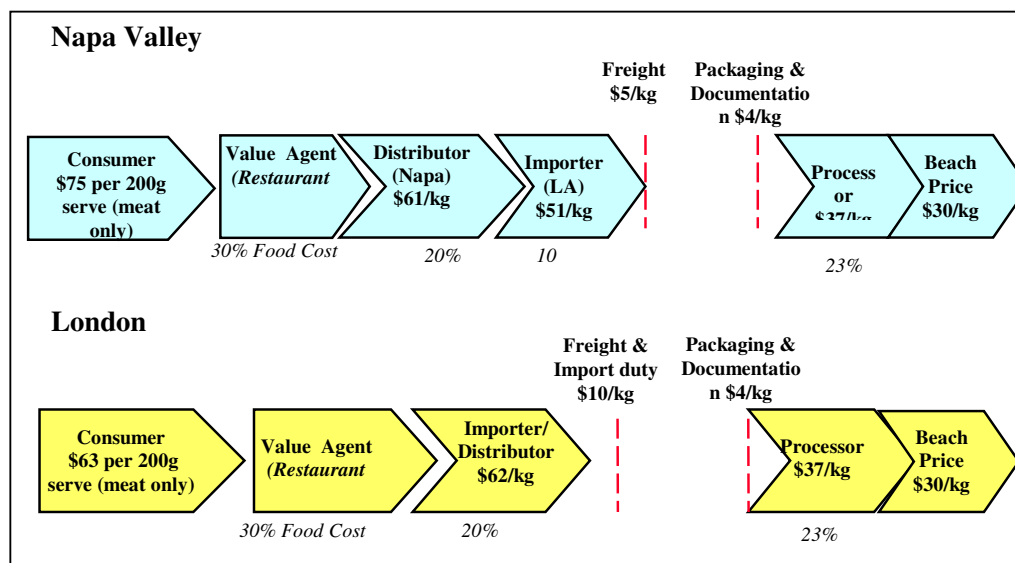 Napa Valley
Freight
$5/kg
Packaging &
Documentatio
n $4/kg
Consumer
$75 per 200g
serve (meat
only)
Value Agent
(Restaurant
Distributor
(Napa)
$61/kg
Importer
(LA)
$51/kg
Process
or
$37/kg
Beach
Price
$30/kg
30% Food Cost
20%
10
23%
London
Freight &
Import duty
$10/kg
Packaging &
Documentatio
n $4/kg
Consumer
$63 per 200g
serve (meat only)
Value Agent
(Restaurant
Importer/
Distributor
$62/kg
Processor
$37/kg
Beach
Price
$30/kg
30% Food Cost
20%
23%